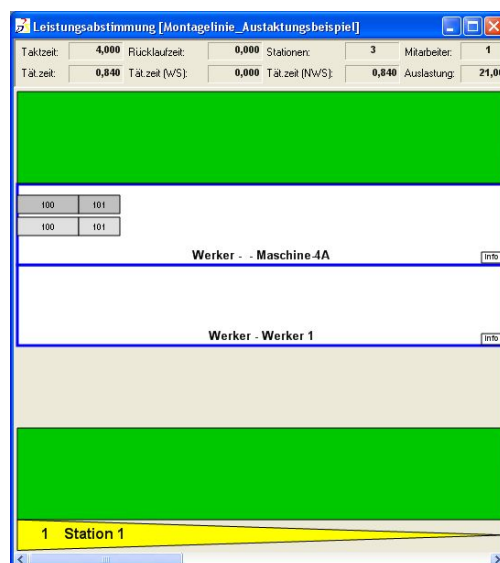 Leistungsabstimmung [Montagelinie_Austaktungsbeispiel]
Taktzeit: 4,000 Rücklaufzeit: 0,000 Stationen: 3 Mitarbeiter: 1
Tät.zeit: 0,840 Tät.zeit (WS): 0,000 Tät.zeit (NWS): 0,840 Auslastung: 21,0
100 101
100 101
Werker - - Maschine-4A Info
Werker - Werker 1 Info
1 Station 1